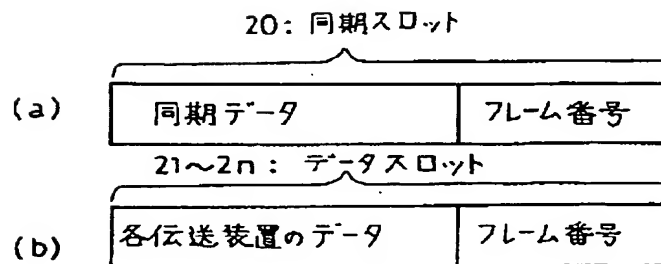 20: 同期スロット
(a) 同期データ フレーム番号
21~2n: データスロット
(b) 各伝送装置のデータ フレーム番号